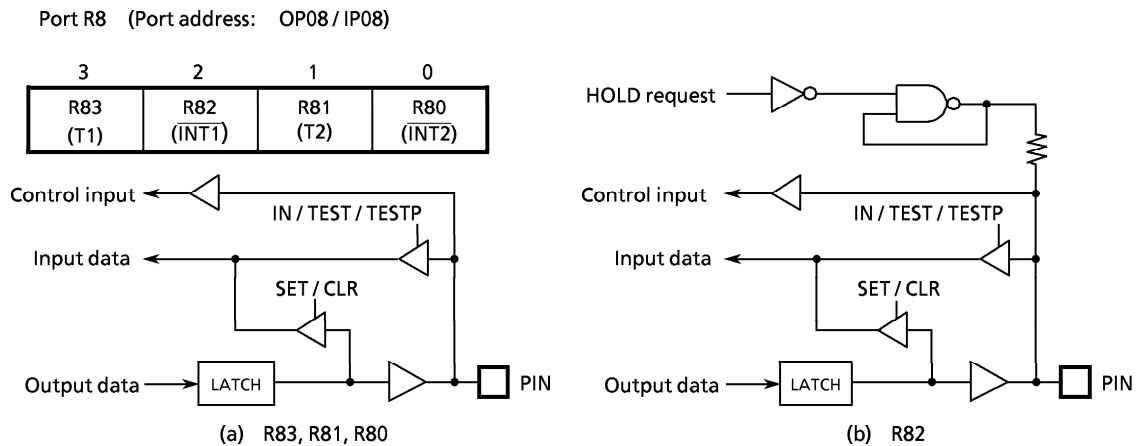 Port R8 (Port address: OP08 / IP08)
3 2 1 0
R83 R82 R81 R80
(T1) (INT1) (T2) (INT2)
Control input
IN / TEST / TESTP
Input data
SET / CLR
Output data LATCH PIN
(a) R83, R81, R80
HOLD request
Control input
IN / TEST / TESTP
Input data
SET / CLR
Output data LATCH PIN
(b) R82